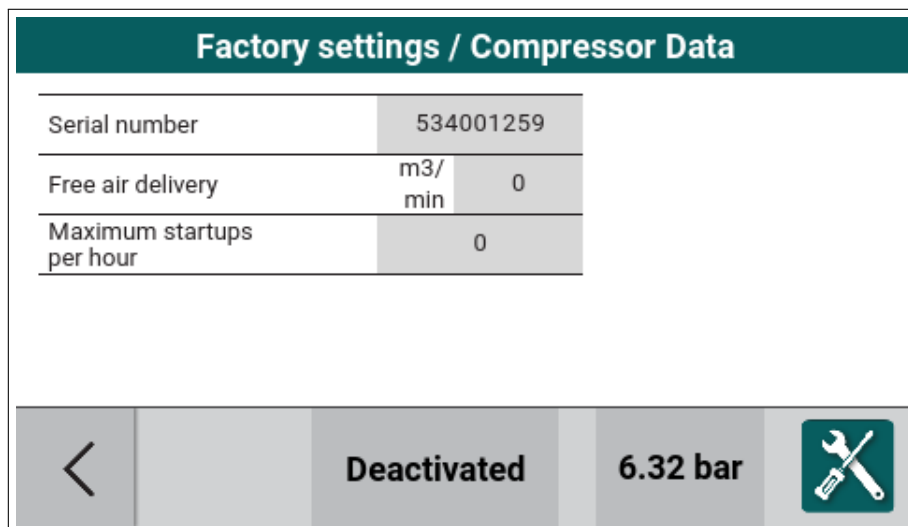 Factory settings / Compressor Data
Serial number 534001259
Free air delivery m3/
min 0
Maximum startups
per hour 0
Deactivated 6.32 bar